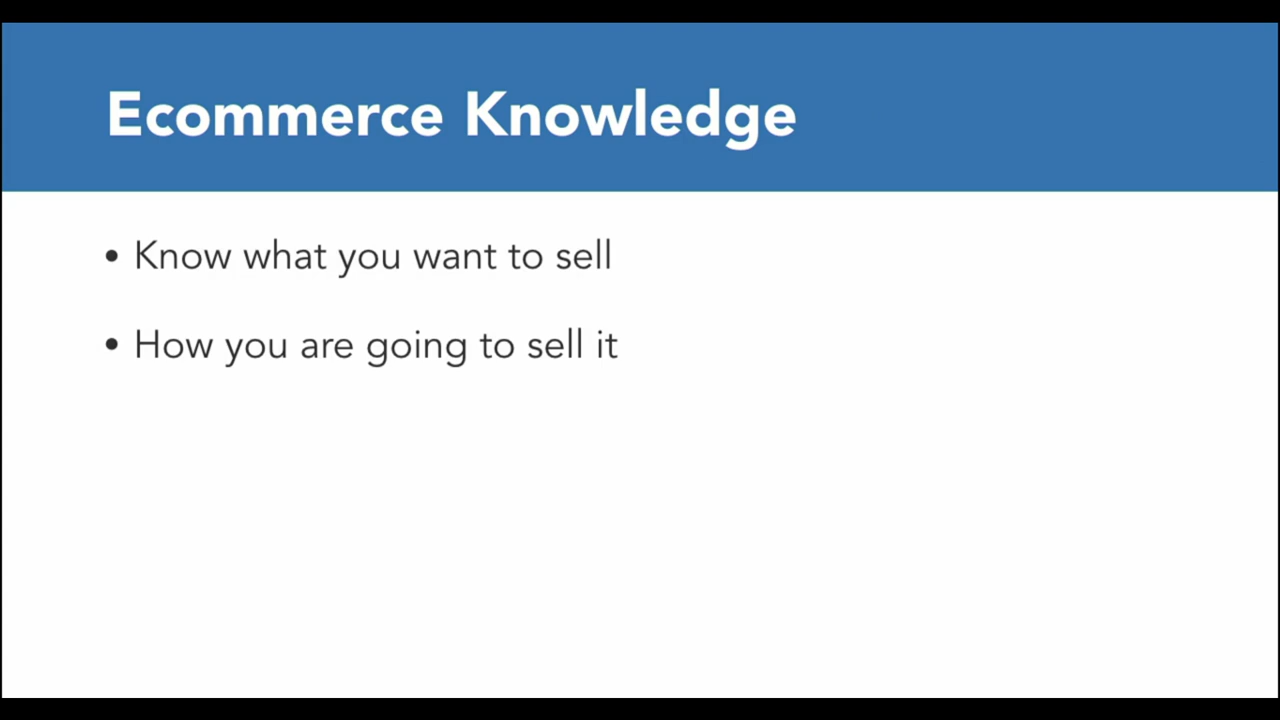 Ecommerce Knowledge
• Know what you want to sell
• How you are going to sell it